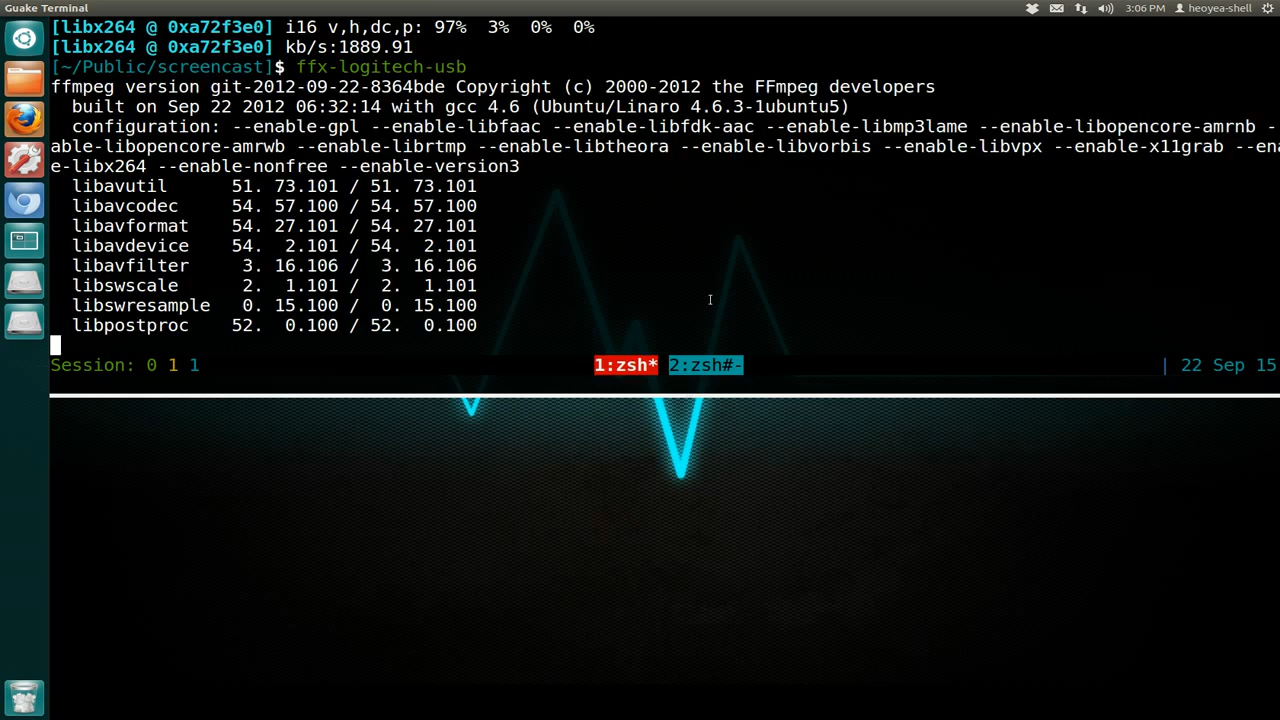 Guake Terminal
3:06 PM
heoyea-shell
[libx264 @ 0xa72f3e0] i16 v,h,dc,p: 97%  3%  0%  0%
[libx264 @ 0xa72f3e0] kb/s:1889.91
[~/Public/screencast]$ ffx-logitech-usb
ffmpeg version git-2012-09-22-8364bde Copyright (c) 2000-2012 the FFmpeg developers
  built on Sep 22 2012 06:32:14 with gcc 4.6 (Ubuntu/Linaro 4.6.3-1ubuntu5)
  configuration: --enable-gpl --enable-libfaac --enable-libfdk-aac --enable-libmp3lame --enable-libopencore-amrnb -
able-libopencore-amrwb --enable-librtmp --enable-libtheora --enable-libvorbis --enable-libvpx --enable-x11grab --ena
e-libx264 --enable-nonfree --enable-version3
  libavutil      51. 73.101 / 51. 73.101
  libavcodec     54. 57.100 / 54. 57.100
  libavformat    54. 27.101 / 54. 27.101
  libavdevice    54.  2.101 / 54.  2.101
  libavfilter     3. 16.106 /  3. 16.106
  libswscale      2.  1.101 /  2.  1.101
  libswresample   0. 15.100 /  0. 15.100
  libpostproc    52.  0.100 / 52.  0.100
Session: 0 1 1
1:zsh* 2:zsh#-
| 22 Sep 15